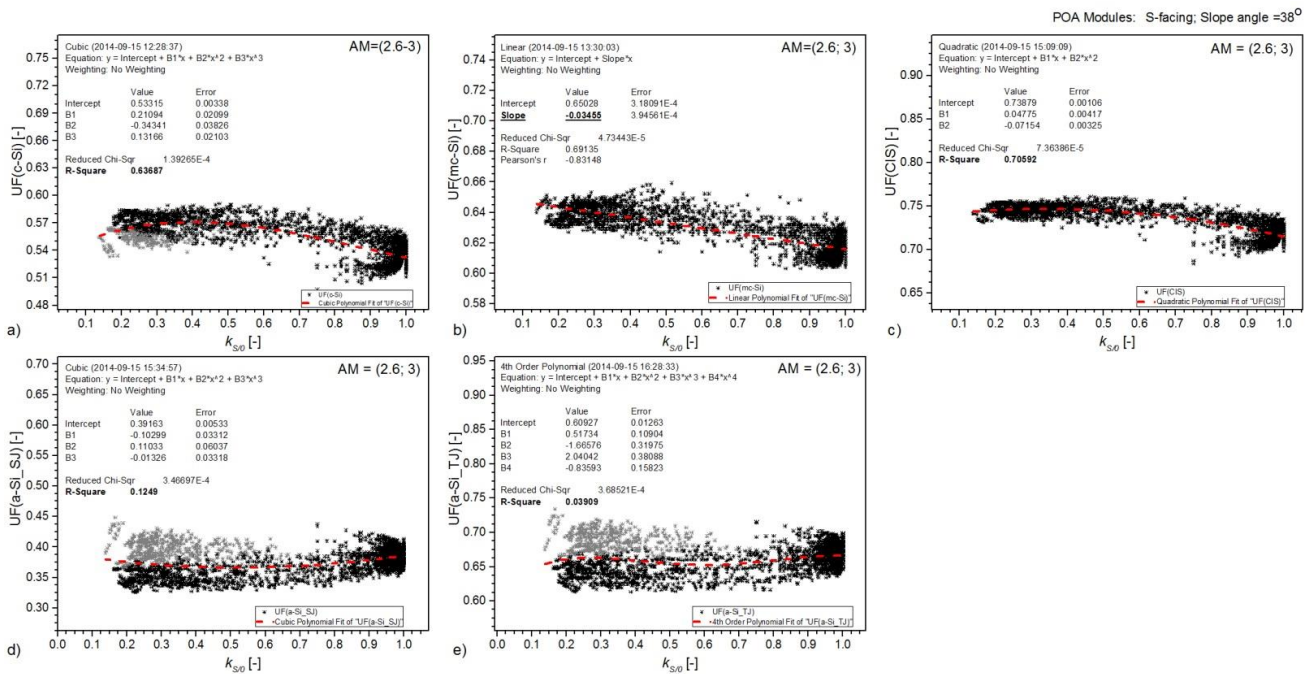 POA Modules: S-facing; Slope angle =38O
Cubic (2014-09-15 12:28:37)
AM=(2.6-3)
Equation: y = Intercept + B1*x + B2*x^2 + B3*x^3
Weighting: No Weighting
Value Error
Intercept 0.53315 0.00338
B1 0.21094 0.02099
B2 -0.34341 0.03826
B3 0.13166 0.02103
Reduced Chi-Sqr 1.39265E-4
R-Square 0.63687
0.75
0.72
0.69
0.66
0.63
0.60
0.57
0.54
0.51
0.48
UF(c-Si) [-]
UF(c-Si)
Cubic Polynomial Fit of "UF(c-Si)"
a)
0.1 0.2 0.3 0.4 0.5 0.6 0.7 0.8 0.9 1.0
kS/0 [-]
Linear (2014-09-15 13:30:03)
AM=(2.6; 3)
Equation: y = Intercept + Slope*x
Weighting: No Weighting
Value Error
Intercept 0.65028 3.18091E-4
Slope -0.03455 3.94561E-4
Reduced Chi-Sqr 4.73443E-5
R-Square 0.69135
Pearson's r -0.83148
0.74
0.72
0.70
0.68
0.66
0.64
0.62
0.60
0.58
UF(mc-Si) [-]
UF(mc-Si)
Linear Polynomial Fit of "UF(mc-Si)"
b)
0.1 0.2 0.3 0.4 0.5 0.6 0.7 0.8 0.9 1.0
kS/0 [-]
Quadratic (2014-09-15 15:09:09)
AM = (2.6; 3)
Equation: y = Intercept + B1*x + B2*x^2
Weighting: No Weighting
Value Error
Intercept 0.73879 0.00106
B1 0.04775 0.00417
B2 -0.07154 0.00325
Reduced Chi-Sqr 7.36386E-5
R-Square 0.70592
0.90
0.85
0.80
0.75
0.70
0.65
UF(CIS) [-]
UF(CIS)
Quadratic Polynomial Fit of "UF(CIS)"
c)
0.1 0.2 0.3 0.4 0.5 0.6 0.7 0.8 0.9 1.0
kS/0 [-]
Cubic (2014-09-15 15:34:57)
AM = (2.6; 3)
Equation: y = Intercept + B1*x + B2*x^2 + B3*x^3
Weighting: No Weighting
Value Error
Intercept 0.39163 0.00533
B1 -0.10299 0.03312
B2 0.11033 0.06037
B3 -0.01326 0.03318
Reduced Chi-Sqr 3.46697E-4
R-Square 0.1249
0.70
0.65
0.60
0.55
0.50
0.45
0.40
0.35
0.30
UF(a-Si_SJ) [-]
UF(a-Si_SJ)
Cubic Polynomial Fit of "UF(a-Si_SJ)"
d)
0.0 0.1 0.2 0.3 0.4 0.5 0.6 0.7 0.8 0.9 1.0
kS/0 [-]
4th Order Polynomial (2014-09-15 16:28:33)
AM = (2.6; 3)
Equation: y = Intercept + B1*x + B2*x^2 + B3*x^3 + B4*x^4
Weighting: No Weighting
Value Error
Intercept 0.60927 0.01263
B1 0.51734 0.10904
B2 -1.66576 0.31975
B3 2.04042 0.38088
B4 -0.83593 0.15823
Reduced Chi-Sqr 3.68521E-4
R-Square 0.03909
0.95
0.90
0.85
0.80
0.75
0.70
0.65
0.60
UF(a-Si_TJ) [-]
UF(a-Si_TJ)
4th Order Polynomial Fit of "UF(a-Si_TJ)"
e)
0.0 0.1 0.2 0.3 0.4 0.5 0.6 0.7 0.8 0.9 1.0
kS/0 [-]